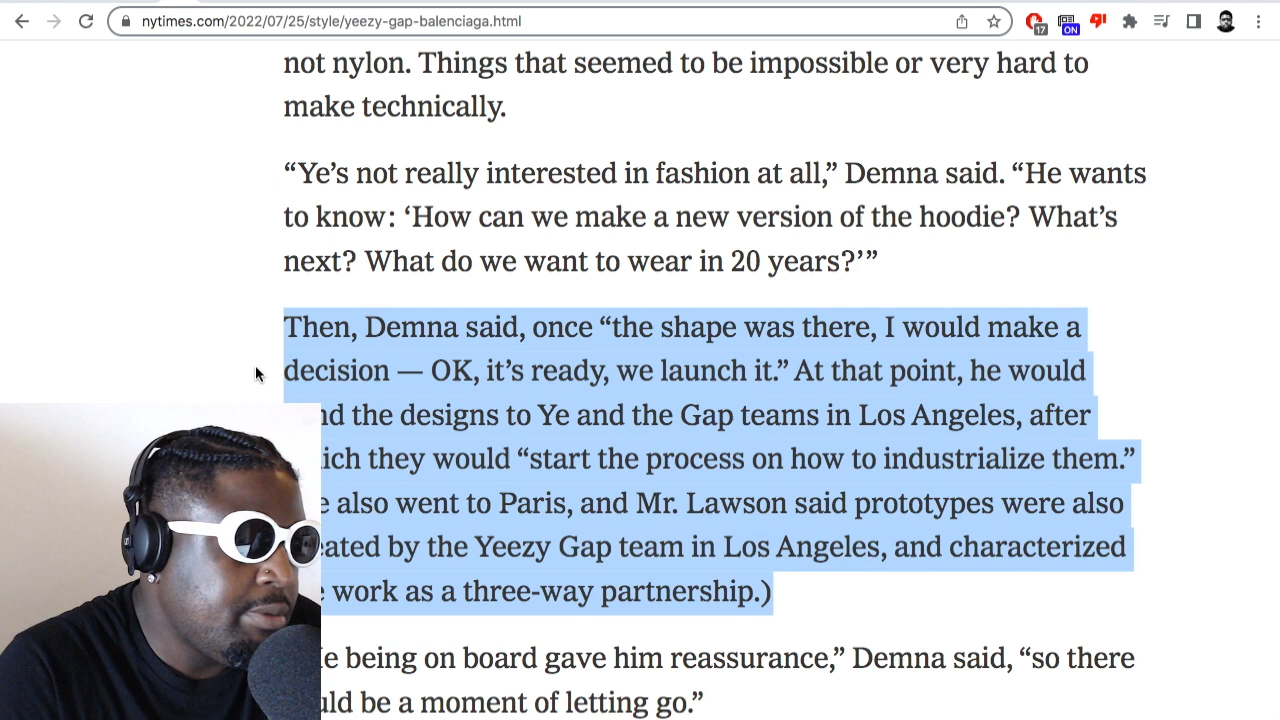 nytimes.com/2022/07/25/style/yeezy-gap-balenciaga.html
17
ON
not nylon. Things that seemed to be impossible or very hard to
make technically.
“Ye’s not really interested in fashion at all,” Demna said. “He wants
to know: ‘How can we make a new version of the hoodie? What’s
next? What do we want to wear in 20 years?’”
Then, Demna said, once “the shape was there, I would make a
decision — OK, it’s ready, we launch it.” At that point, he would
the designs to Ye and the Gap teams in Los Angeles, after
they would “start the process on how to industrialize them.”
also went to Paris, and Mr. Lawson said prototypes were also
by the Yeezy Gap team in Los Angeles, and characterized
work as a three-way partnership.)
being on board gave him reassurance,” Demna said, “so there
be a moment of letting go.”